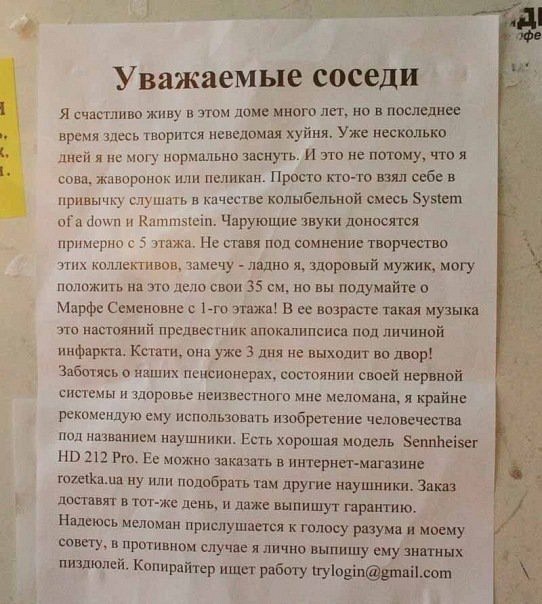 Уважаемые соседи
Я счастливо живу в этом доме много лет, но в последнее
время здесь творится неведомая хуйня. Уже несколько
дней я не могу нормально заснуть. И это не потому, что я
сова, жаворонок или пеликан. Просто кто-то взял себе в
привычку слушать в качестве колыбельной смесь System
of a down и Rammstein. Чарующие звуки доносятся
примерно с 5 этажа. Не ставя под сомнение творчество
этих коллективов, замечу - ладно я, здоровый мужик, могу
положить на это дело свои 35 см, но вы подумайте о
Марфе Семеновне с 1-го этажа! В ее возрасте такая музыка
это настояний предвестник апокалипсиса под личиной
инфаркта. Кстати, она уже 3 дня не выходит во двор!
Заботясь о наших пенсионерах, состоянии своей нервной
системы и здоровье неизвестного мне меломана, я крайне
рекомендую ему использовать изобретение человечества
под названием наушники. Есть хорошая модель Sennheiser
HD 212 Pro. Ее можно заказать в интернет-магазине
rozetka.ua ну или подобрать там другие наушники. Заказ
доставят в тот-же день, и даже выпишут гарантию.
Надеюсь меломан прислушается к голосу разума и моему
совету, в противном случае я лично выпишу ему знатных
пиздюлей. Копирайтер ищет работу trylogin@gmail.com